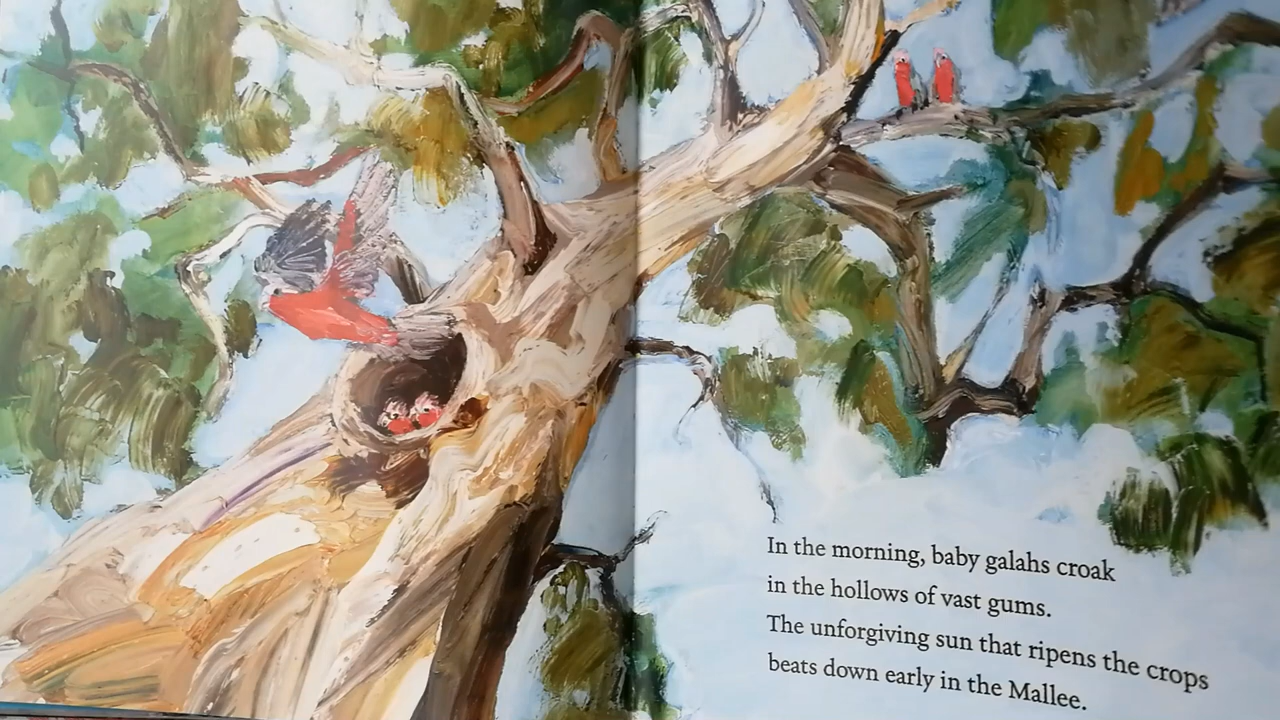 In the morning, baby galahs croak
in the hollows of vast gums.
The unforgiving sun that ripens the crops
beats down early in the Mallee.